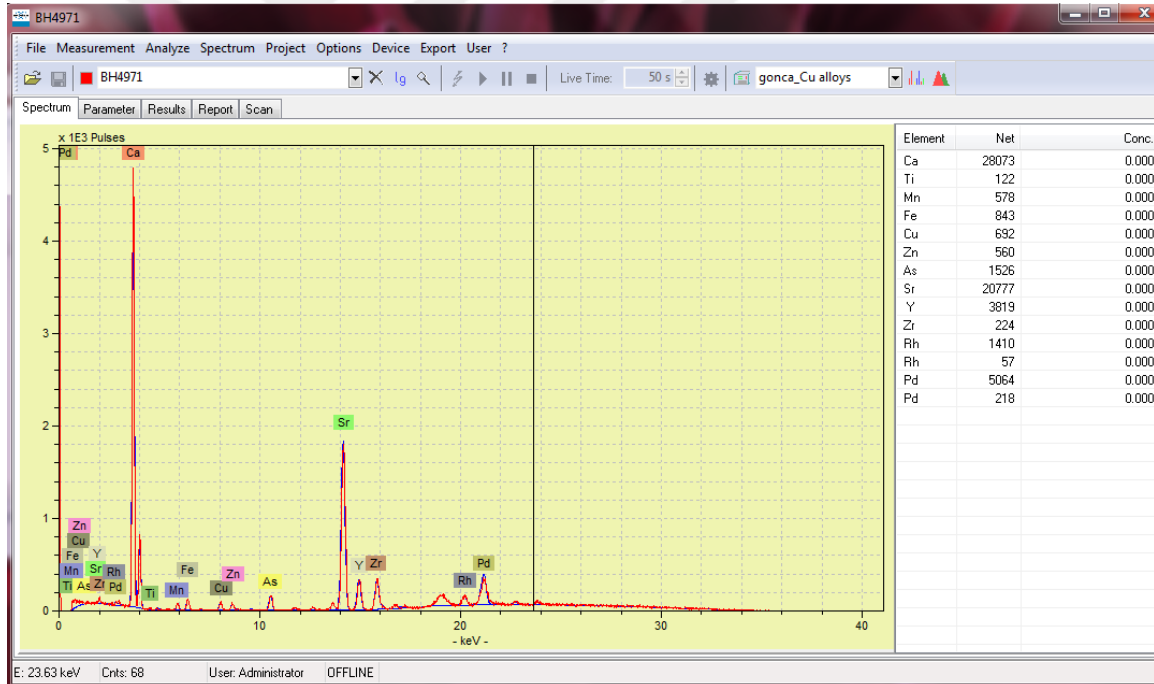 BH4971
File Measurement Analyze Spectrum Project Options Device Export User ?
BH4971 lg Live Time: 50 s gonca_Cu alloys
Spectrum Parameter Results Report Scan
x 1E3 Pulses
5
4
3
2
1
0
Pd Ca
Sr
Zn
Cu
Fe Y
Mn Sr Rh
Ti As Zr Pd Ti Mn Fe Cu Zn As Y Zr Rh Pd
0 10 20 30 40
- keV -
Element Net Conc.
Ca 28073 0.000
Ti 122 0.000
Mn 578 0.000
Fe 843 0.000
Cu 692 0.000
Zn 560 0.000
As 1526 0.000
Sr 20777 0.000
Y 3819 0.000
Zr 224 0.000
Rh 1410 0.000
Rh 57 0.000
Pd 5064 0.000
Pd 218 0.000
E: 23.63 keV Cnts: 68 User: Administrator OFFLINE